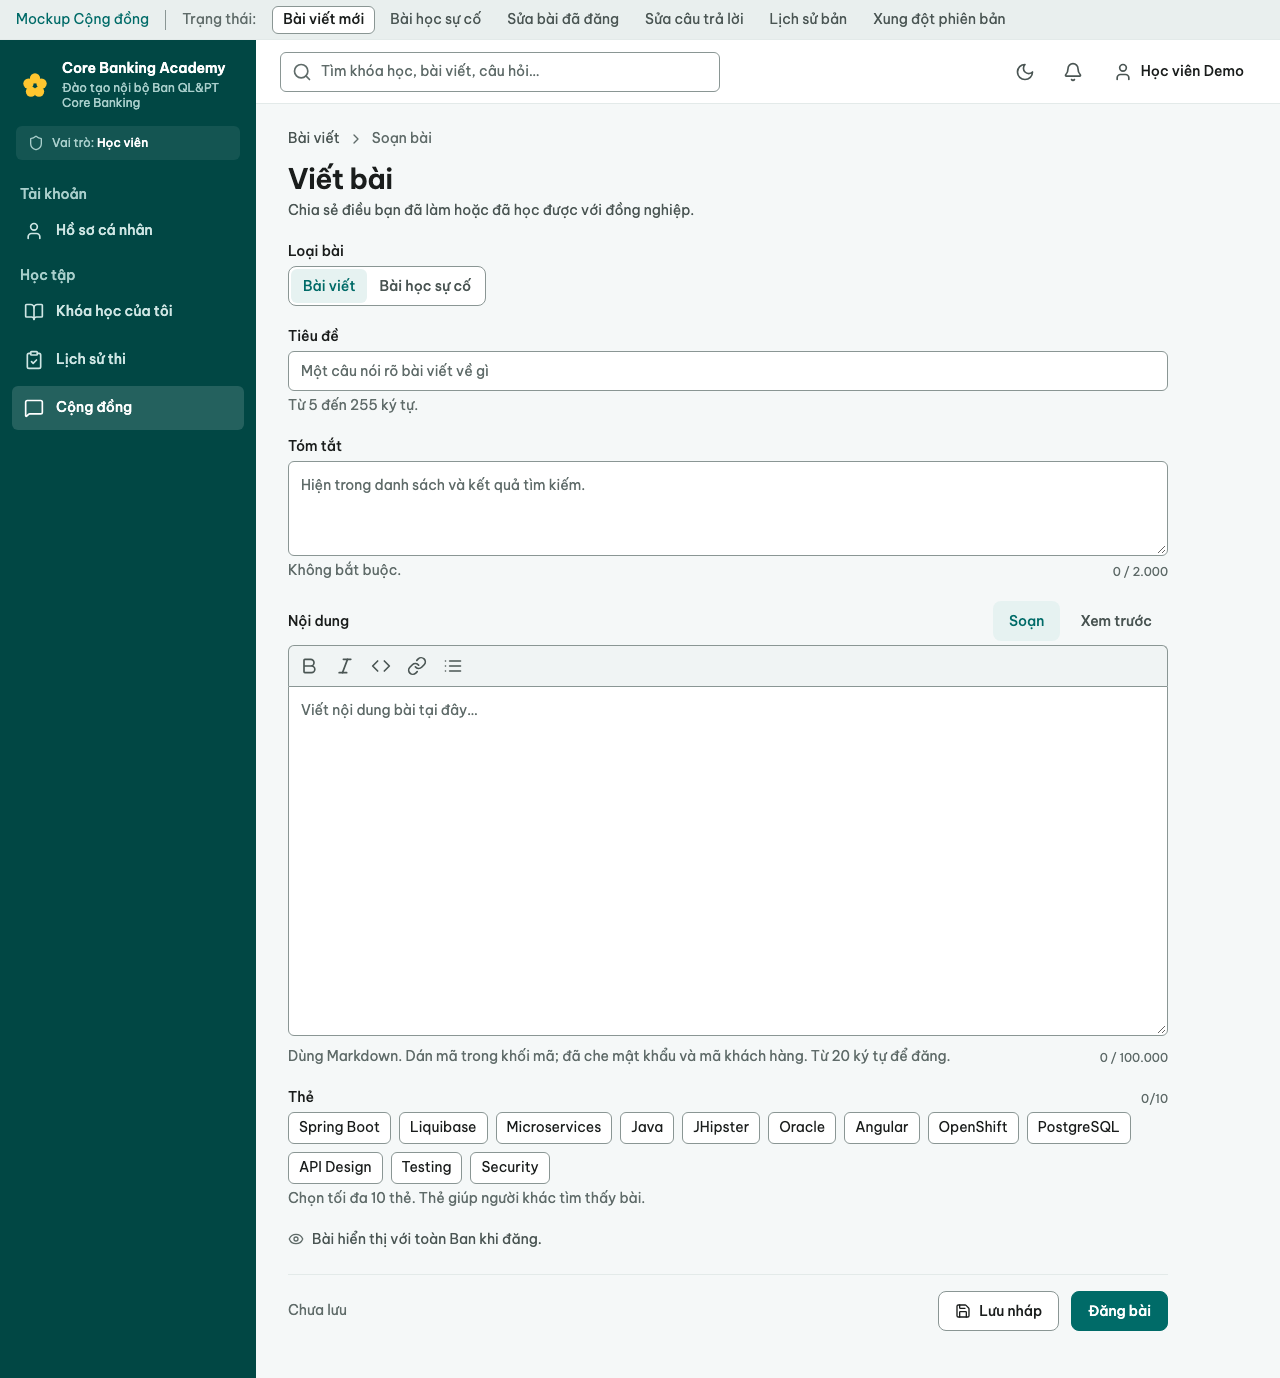 Mockup Cộng đồng
Trạng thái:
Bài viết mới
Bài học sự cố
Sửa bài đã đăng
Sửa câu trả lời
Lịch sử bản
Xung đột phiên bản
Core Banking Academy
Đào tạo nội bộ Ban QL&PT
Core Banking
Vai trò: Học viên
Tài khoản
Hồ sơ cá nhân
Học tập
Khóa học của tôi
Lịch sử thi
Cộng đồng
Tìm khóa học, bài viết, câu hỏi...
Học viên Demo
Bài viết
Soạn bài
Viết bài
Chia sẻ điều bạn đã làm hoặc đã học được với đồng nghiệp.
Loại bài
Bài viết
Bài học sự cố
Tiêu đề
Một câu nói rõ bài viết về gì
Từ 5 đến 255 ký tự.
Tóm tắt
Hiện trong danh sách và kết quả tìm kiếm.
Không bắt buộc.
0 / 2.000
Nội dung
Soạn
Xem trước
Viết nội dung bài tại đây...
Dùng Markdown. Dán mã trong khối mã; đã che mật khẩu và mã khách hàng. Từ 20 ký tự để đăng.
0 / 100.000
Thẻ
0/10
Spring Boot
Liquibase
Microservices
Java
JHipster
Oracle
Angular
OpenShift
PostgreSQL
API Design
Testing
Security
Chọn tối đa 10 thẻ. Thẻ giúp người khác tìm thấy bài.
Bài hiển thị với toàn Ban khi đăng.
Chưa lưu
Lưu nháp
Đăng bài